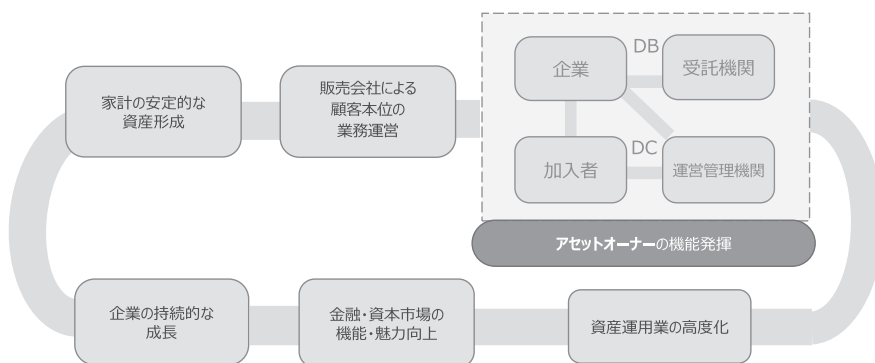 家計の安定的な
資産形成
販売会社による
顧客本位の
業務運営
企業
DB
受託機関
加入者
DC
運営管理機関
アセットオーナーの機能発揮
企業の持続的な
成長
金融・資本市場の
機能・魅力向上
資産運用業の高度化